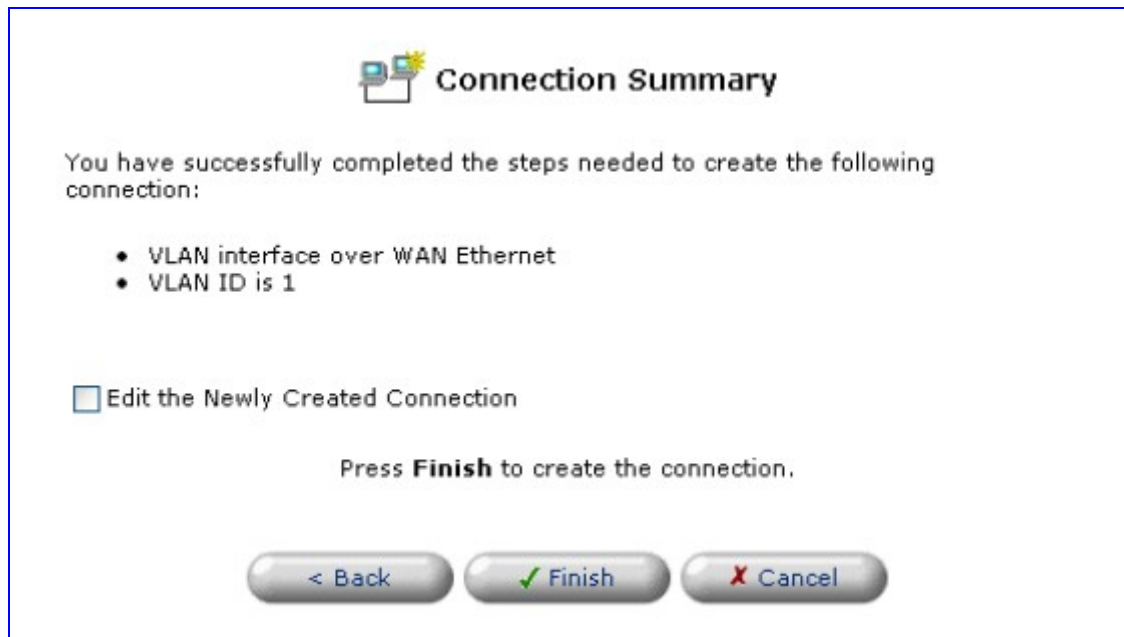 Connection Summary
You have successfully completed the steps needed to create the following
connection:
• VLAN interface over WAN Ethernet
• VLAN ID is 1
Edit the Newly Created Connection
Press Finish to create the connection.
< Back
Finish
Cancel